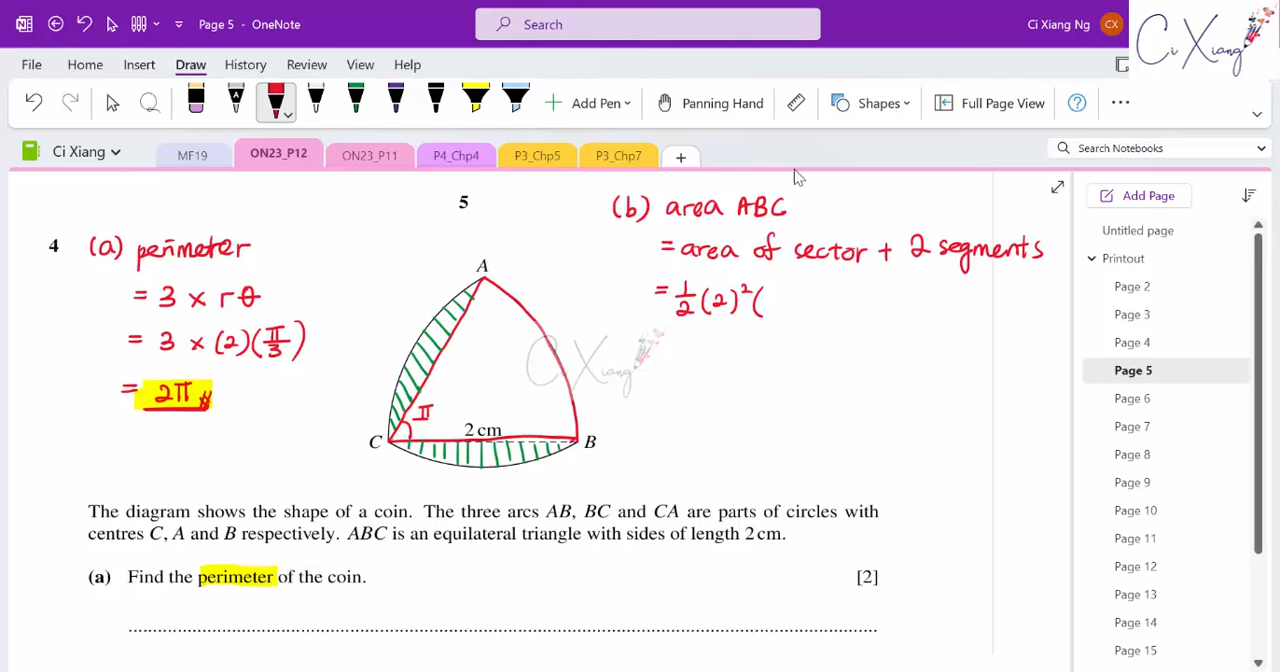 Page 5 - OneNote
Search
Ci Xiang Ng
CX
Ci Xiang
File Home Insert Draw History Review View Help
Add Pen
Panning Hand
Shapes
Full Page View
Ci Xiang
MF19
ON23_P12
ON23_P11
P4_Chp4
P3_Chp5
P3_Chp7
Search Notebooks
5
4
(a) perimeter
= 3 × rθ
= 3 × (2)(π/3)
= 2π
A
C
B
2 cm
π
Ci Xiang
(b) area ABC
= area of sector + 2 segments
= 1/2 (2)² (
The diagram shows the shape of a coin. The three arcs AB, BC and CA are parts of circles with
centres C, A and B respectively. ABC is an equilateral triangle with sides of length 2 cm.
(a) Find the perimeter of the coin. [2]
Add Page
Untitled page
Printout
Page 2
Page 3
Page 4
Page 5
Page 6
Page 7
Page 8
Page 9
Page 10
Page 11
Page 12
Page 13
Page 14
Page 15